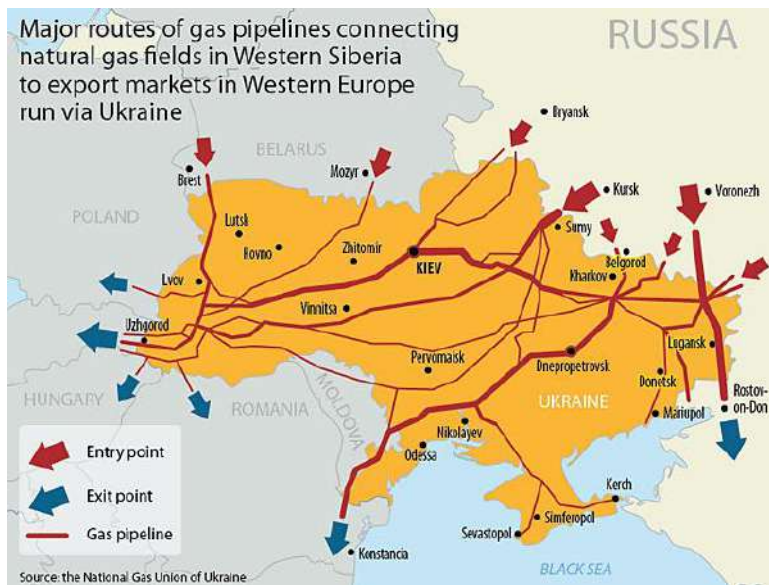 Major routes of gas pipelines connecting
natural gas fields in Western Siberia
to export markets in Western Europe
run via Ukraine
RUSSIA
Bryansk
BELARUS
Brest
Mozyr
Kursk
Voronezh
POLAND
Lutsk
Rovno
Zhitomir
KIEV
Sumy
Belgorod
Kharkov
Lvov
Vinnitsa
Uzhgorod
Lugansk
Pervomaisk
Dnepropetrovsk
Donetsk
HUNGARY
ROMANIA
MOLDOVA
UKRAINE
Rostov-
on-Don
Mariupol
Nikolayev
Odessa
Entry point
Exit point
Gas pipeline
Kerch
Simferopol
Sevastopol
Konstancia
BLACK SEA
Source: the National Gas Union of Ukraine